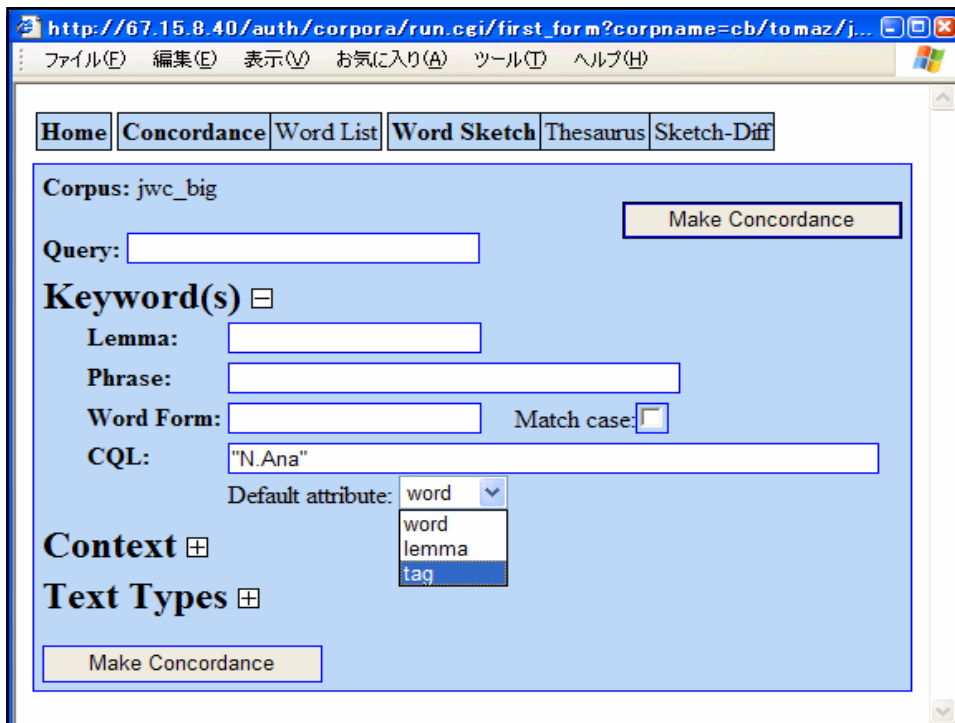 http://67.15.8.40/auth/corpora/run.cgi/first_form?corpname=cb/tomaz/j...
ファイル(F) 編集(E) 表示(V) お気に入り(A) ツール(T) ヘルプ(H)
Home Concordance Word List Word Sketch Thesaurus Sketch-Diff
Corpus: jwc_big
Make Concordance
Query:
Keyword(s)
Lemma:
Phrase:
Word Form: Match case:
CQL: "N.Ana"
Default attribute: word
word
lemma
tag
Context
Text Types
Make Concordance